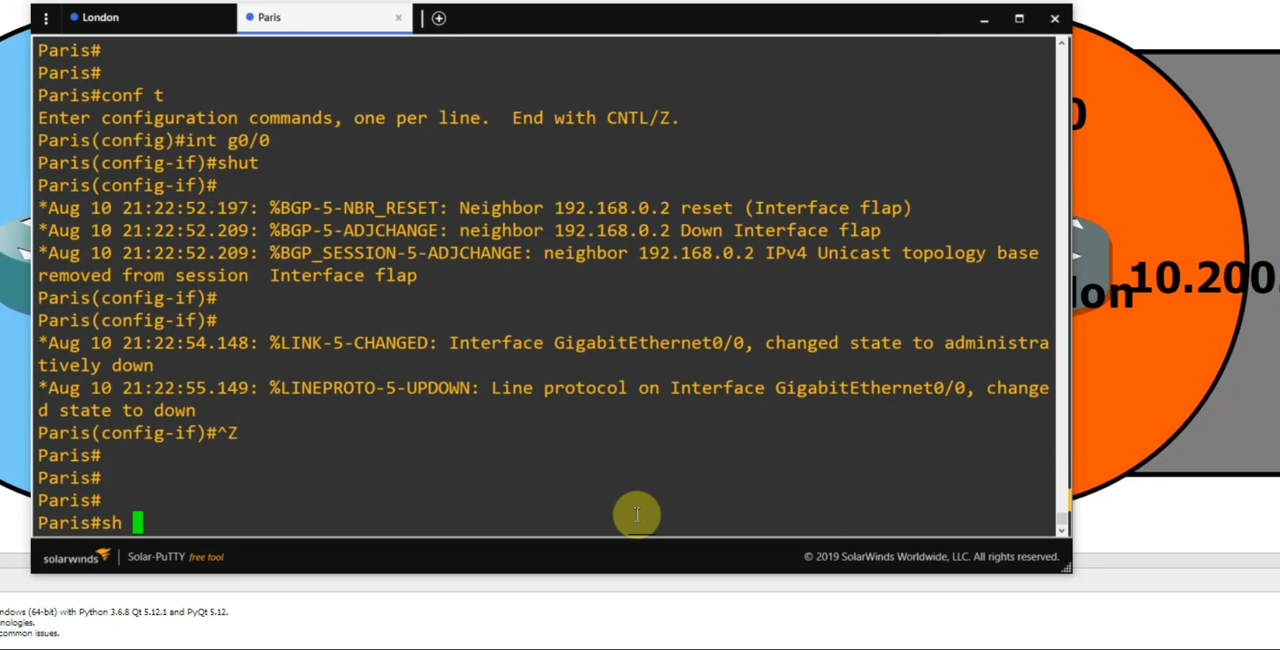 London
Paris
Paris#
Paris#
Paris#conf t
Enter configuration commands, one per line.  End with CNTL/Z.
Paris(config)#int g0/0
Paris(config-if)#shut
Paris(config-if)#
*Aug 10 21:22:52.197: %BGP-5-NBR_RESET: Neighbor 192.168.0.2 reset (Interface flap)
*Aug 10 21:22:52.209: %BGP-5-ADJCHANGE: neighbor 192.168.0.2 Down Interface flap
*Aug 10 21:22:52.209: %BGP_SESSION-5-ADJCHANGE: neighbor 192.168.0.2 IPv4 Unicast topology base
removed from session  Interface flap
Paris(config-if)#
Paris(config-if)#
*Aug 10 21:22:54.148: %LINK-5-CHANGED: Interface GigabitEthernet0/0, changed state to administra
tively down
*Aug 10 21:22:55.149: %LINEPROTO-5-UPDOWN: Line protocol on Interface GigabitEthernet0/0, change
d state to down
Paris(config-if)#^Z
Paris#
Paris#
Paris#
Paris#sh
solarwinds
Solar-PuTTY free tool
© 2019 SolarWinds Worldwide, LLC. All rights reserved.
0
lon
10.200.
ndows (64-bit) with Python 3.6.8 Qt 5.12.1 and PyQt 5.12.
nologies.
common issues.